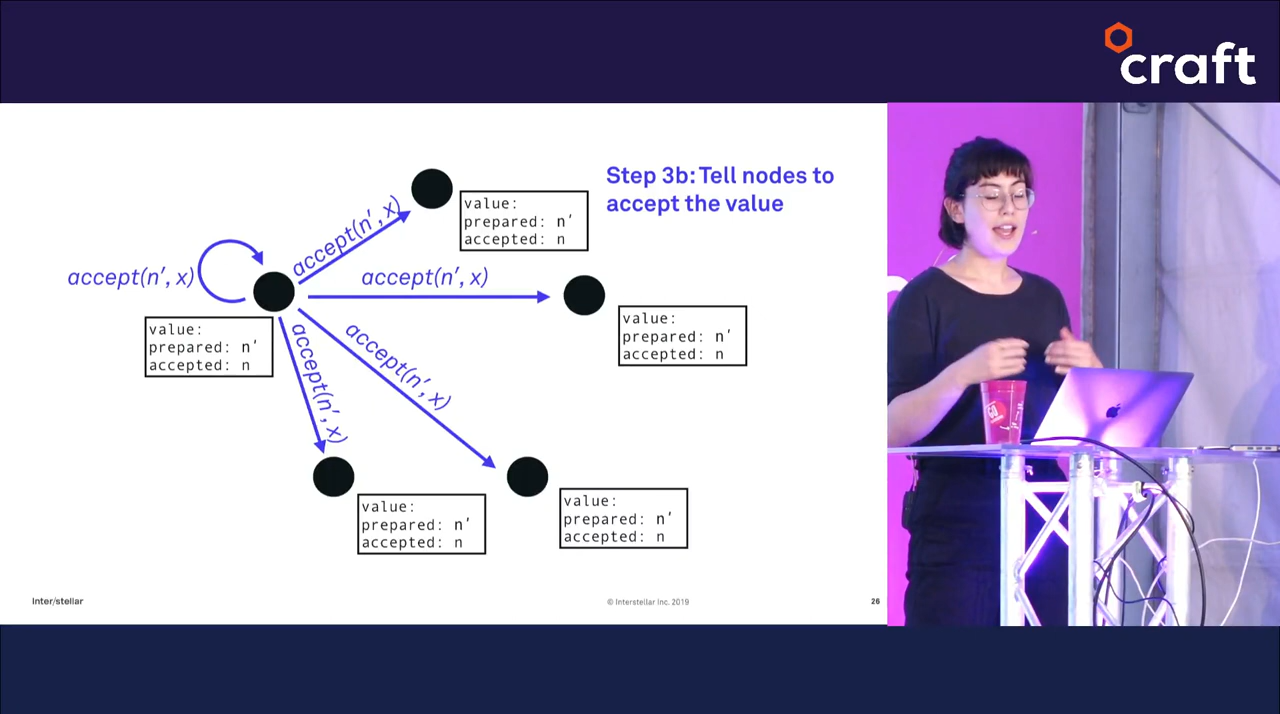 craft
Step 3b: Tell nodes to
accept the value
value:
prepared: n′
accepted: n
accept(n′, x)
accept(n′, x)
accept(n′, x)
value:
prepared: n′
accepted: n
value:
prepared: n′
accepted: n
accept(n′, x)
accept(n′, x)
value:
prepared: n′
accepted: n
value:
prepared: n′
accepted: n
Inter/stellar
© Interstellar Inc. 2019
26